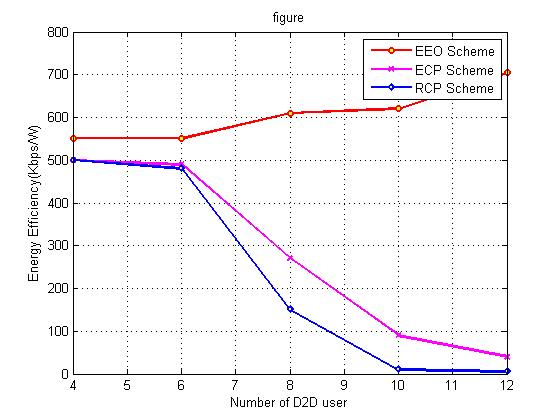 figure
800
700
600
500
400
300
200
100
0
Energy Efficiency(Kbps/W)
EEO Scheme
ECP Scheme
RCP Scheme
4 5 6 7 8 9 10 11 12
Number of D2D user